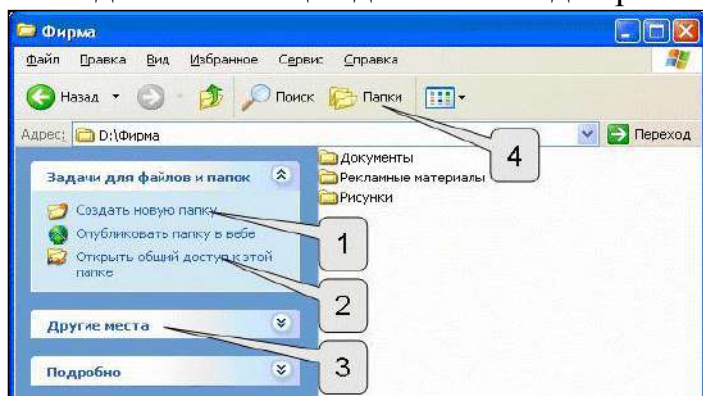 Фирма
Файл Правка Вид Избранное Сервис Справка
Назад Поиск Папки
Адрес: D:\Фирма Переход
4
Задачи для файлов и папок
Создать новую папку
Опубликовать папку в вебе
Открыть общий доступ к этой
папке
Другие места
Подробно
Документы
Рекламные материалы
Рисунки
1
2
3